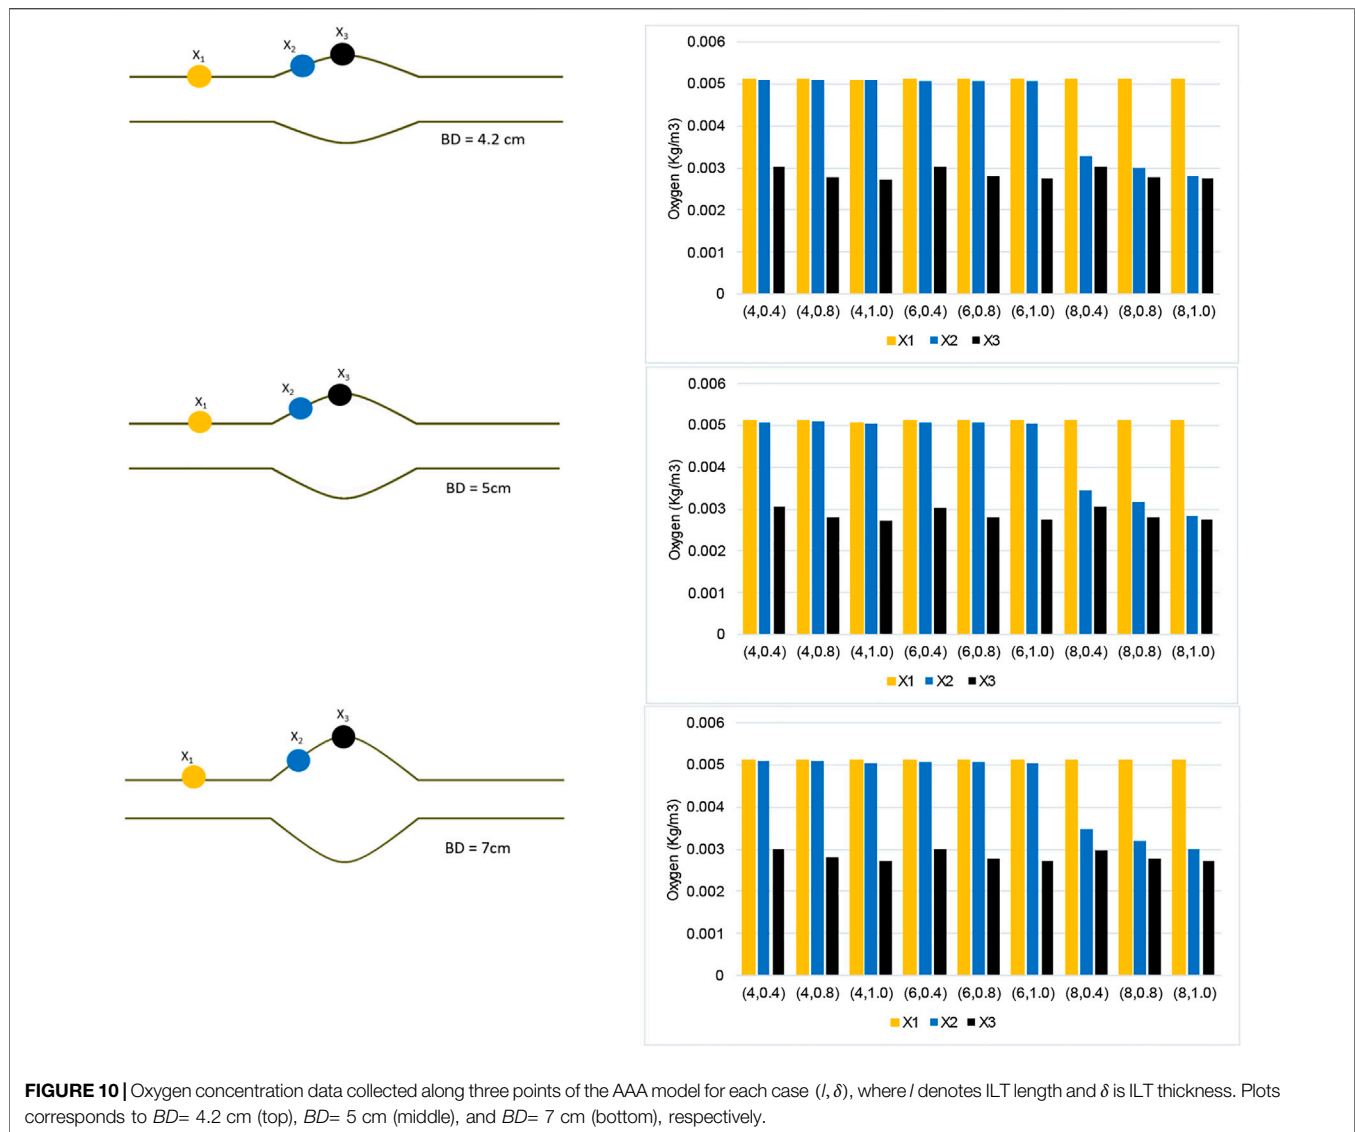 X₁
X₂
X₃
BD = 4.2 cm
0.006
0.005
0.004
0.003
0.002
0.001
0
Oxygen (Kg/m3)
(4,0.4) (4,0.8) (4,1.0) (6,0.4) (6,0.8) (6,1.0) (8,0.4) (8,0.8) (8,1.0)
X1 X2 X3
X₁
X₂
X₃
BD = 5cm
0.006
0.005
0.004
0.003
0.002
0.001
0
Oxygen (Kg/m3)
(4,0.4) (4,0.8) (4,1.0) (6,0.4) (6,0.8) (6,1.0) (8,0.4) (8,0.8) (8,1.0)
X1 X2 X3
X₁
X₂
X₃
BD = 7cm
0.006
0.005
0.004
0.003
0.002
0.001
0
Oxygen (Kg/m3)
(4,0.4) (4,0.8) (4,1.0) (6,0.4) (6,0.8) (6,1.0) (8,0.4) (8,0.8) (8,1.0)
X1 X2 X3
FIGURE 10 | Oxygen concentration data collected along three points of the AAA model for each case (l, δ), where l denotes ILT length and δ is ILT thickness. Plots
corresponds to BD= 4.2 cm (top), BD= 5 cm (middle), and BD= 7 cm (bottom), respectively.